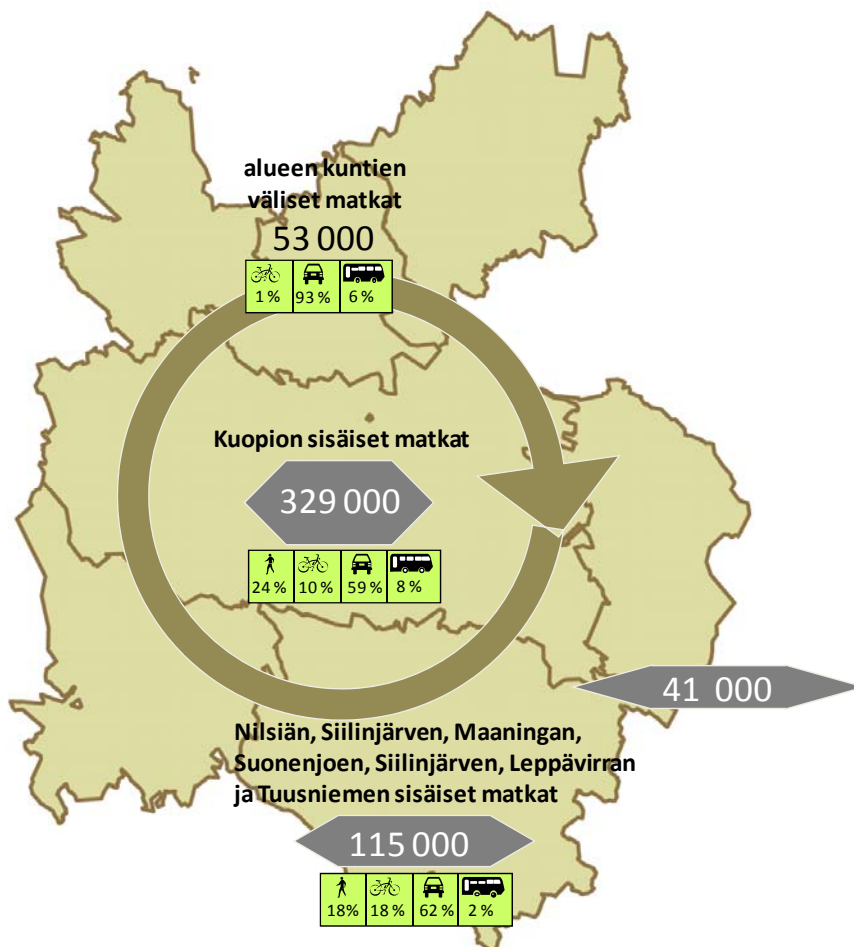 alueen kuntien
väliset matkat
53 000
1 % 93 % 6 %
Kuopion sisäiset matkat
329 000
24 % 10 % 59 % 8 %
41 000
Nilsiän, Siilinjärven, Maaningan,
Suonenjoen, Siilinjärven, Leppävirran
ja Tuusniemen sisäiset matkat
115 000
18% 18 % 62 % 2 %